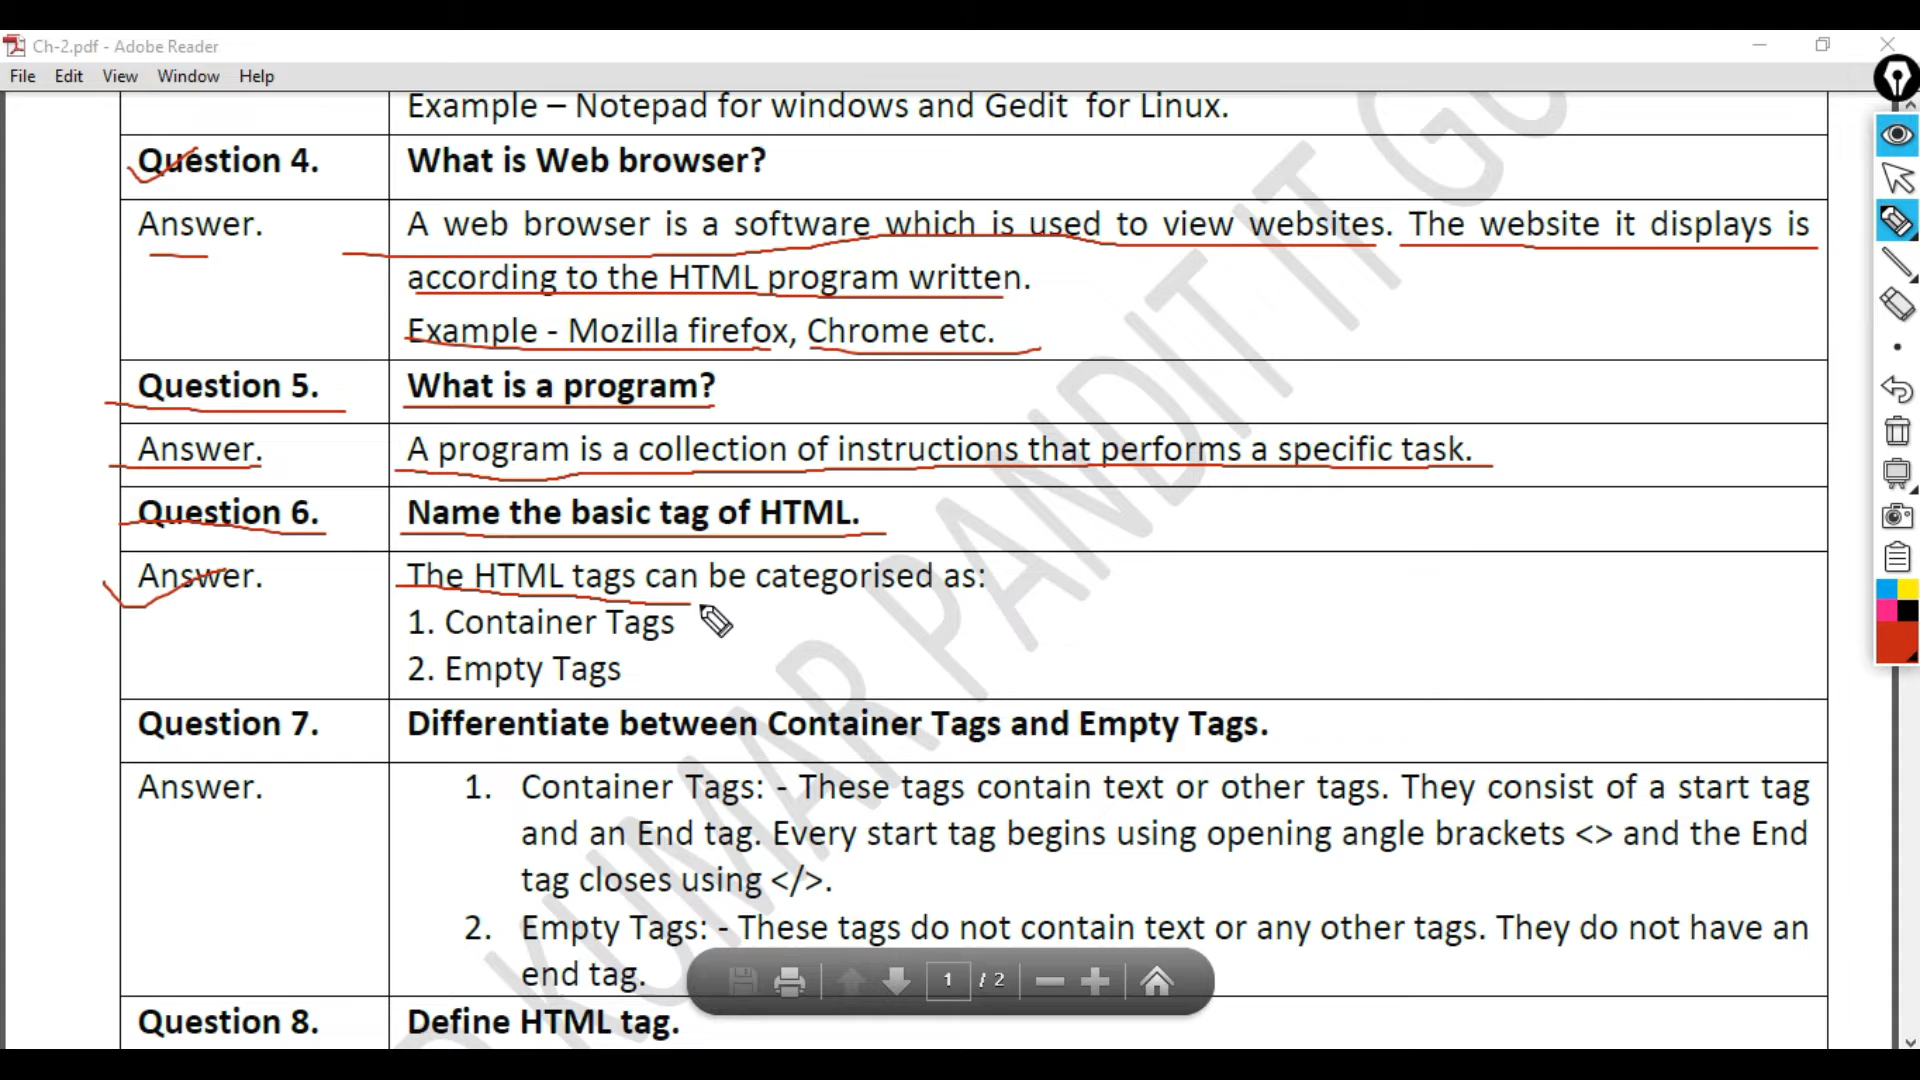 Ch-2.pdf - Adobe Reader
File Edit View Window Help
Example – Notepad for windows and Gedit for Linux.
Question 4. What is Web browser?
Answer. A web browser is a software which is used to view websites. The website it displays is
according to the HTML program written.
Example - Mozilla firefox, Chrome etc.
Question 5. What is a program?
Answer. A program is a collection of instructions that performs a specific task.
Question 6. Name the basic tag of HTML.
Answer. The HTML tags can be categorised as:
1. Container Tags
2. Empty Tags
Question 7. Differentiate between Container Tags and Empty Tags.
Answer. 1. Container Tags: - These tags contain text or other tags. They consist of a start tag
and an End tag. Every start tag begins using opening angle brackets <> and the End
tag closes using </>.
2. Empty Tags: - These tags do not contain text or any other tags. They do not have an
end tag.
1 / 2
Question 8. Define HTML tag.
KUMAR PANDIT IT GU